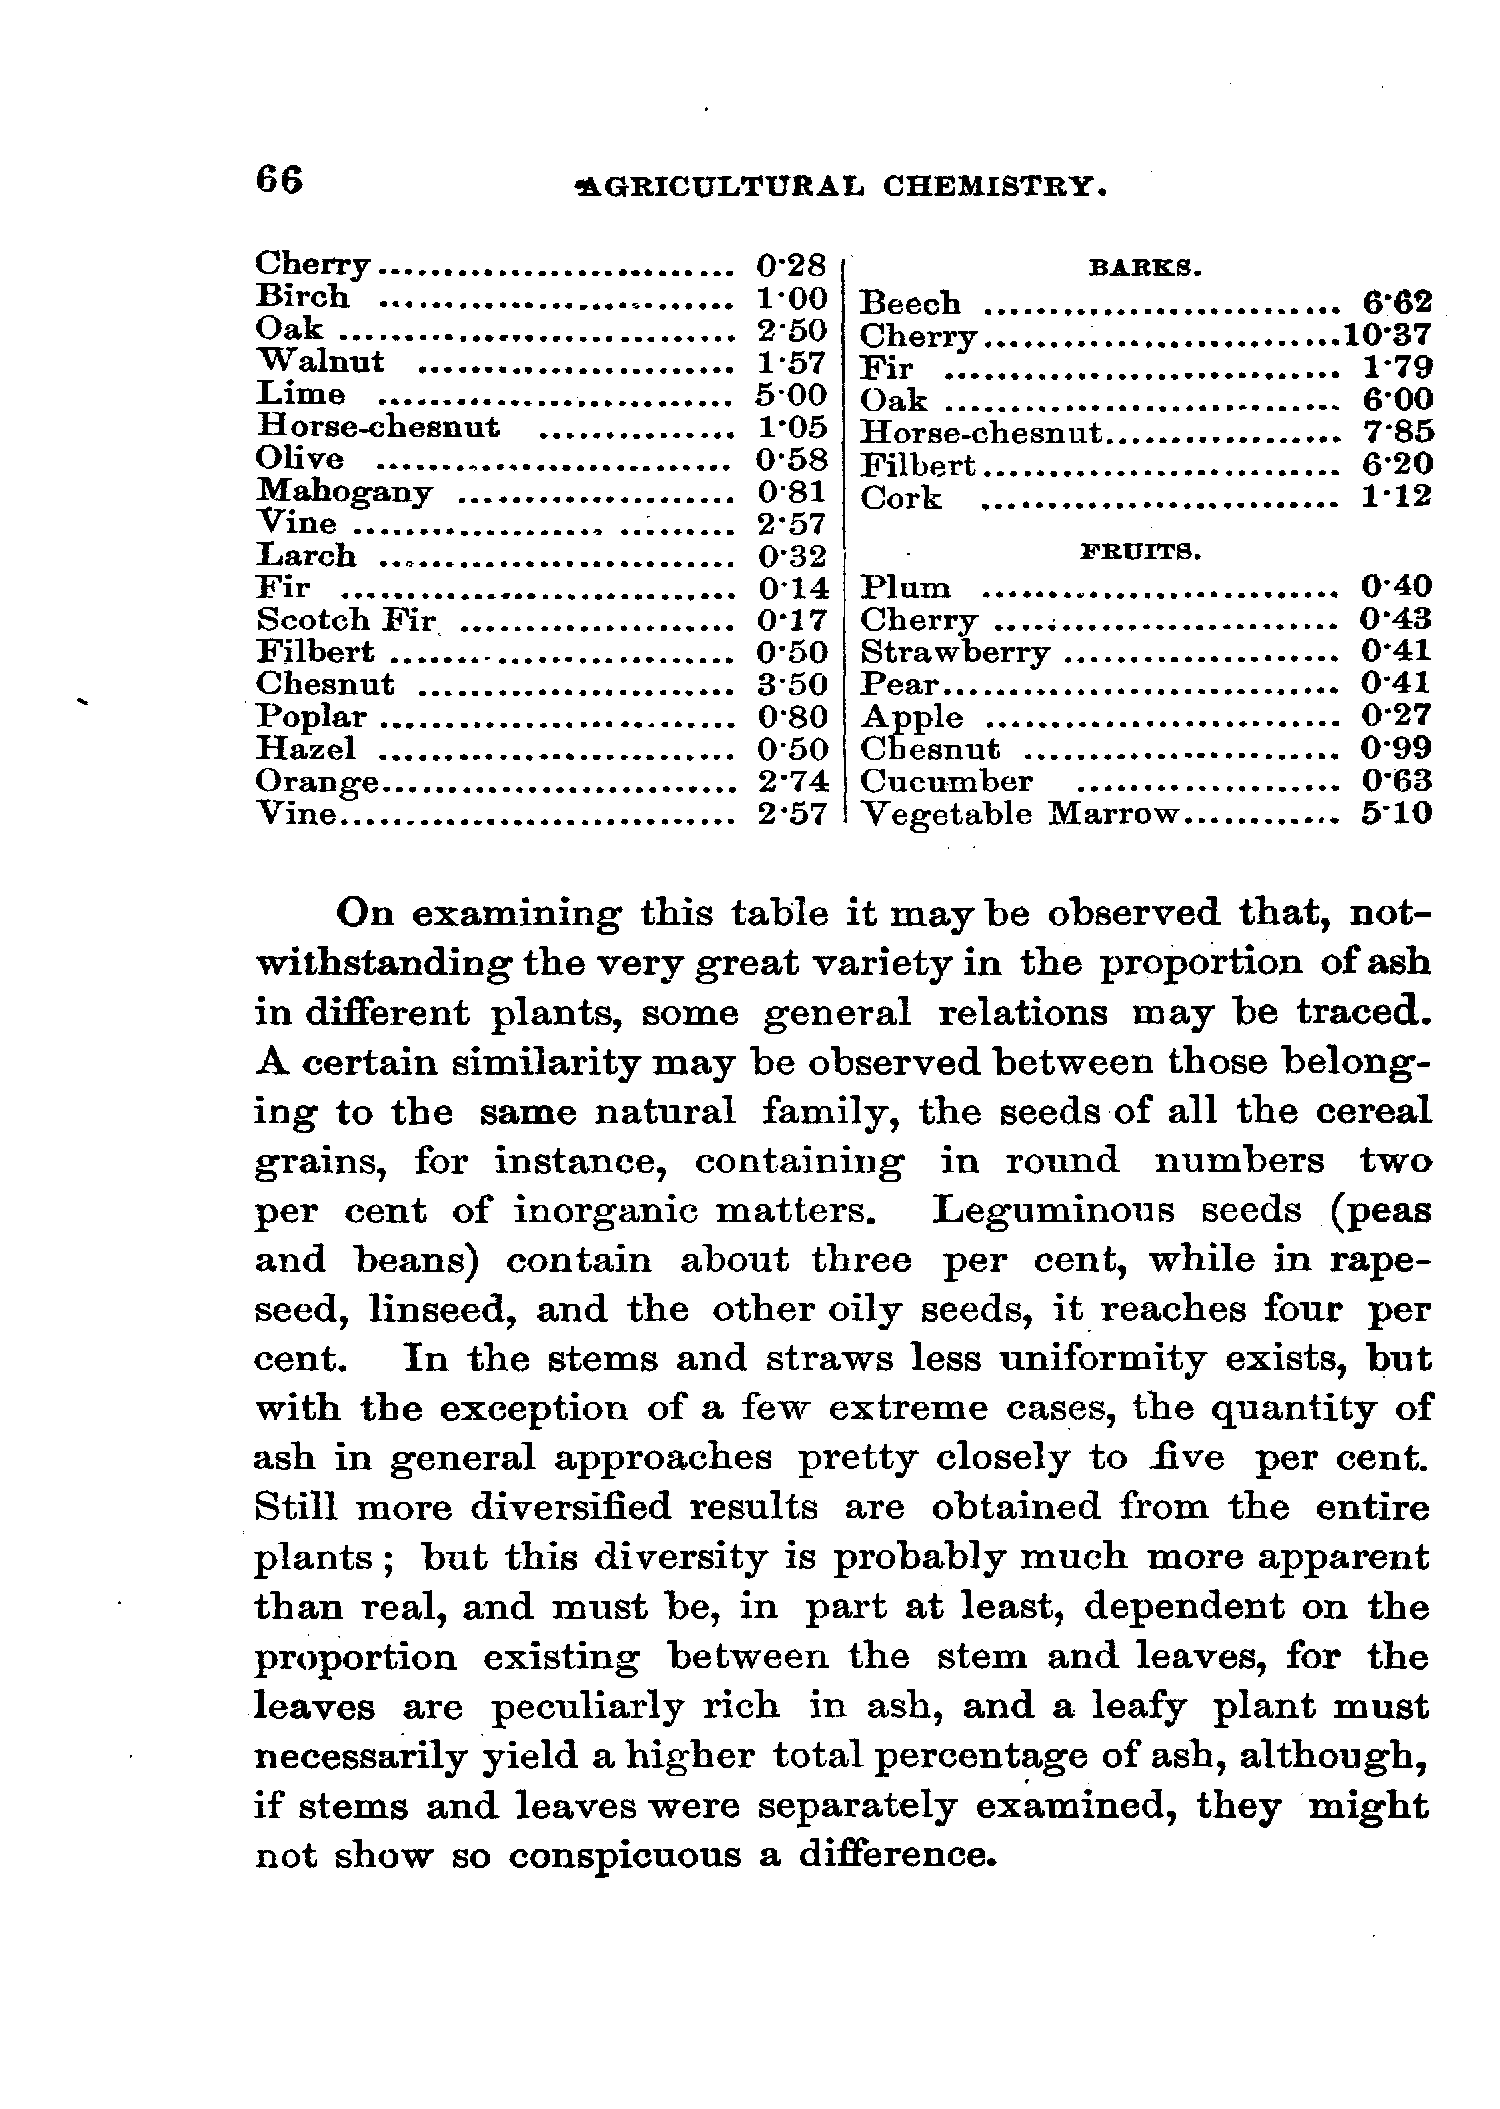 66 AGRICULTURAL CHEMISTRY.
Cherry ........................... 0·28
Birch ........................... 1·00
Oak .............................. 2·50
Walnut ........................ 1·57
Lime ........................... 5·00
Horse-chesnut ............... 1·05
Olive ........................... 0·58
Mahogany ..................... 0·81
Vine ........................... 2·57
Larch ........................... 0·32
Fir .............................. 0·14
Scotch Fir ..................... 0·17
Filbert ........................... 0·50
Chesnut ........................ 3·50
Poplar ........................... 0·80
Hazel ........................... 0·50
Orange ........................... 2·74
Vine .............................. 2·57
BARKS.
Beech ........................... 6·62
Cherry ........................... 10·37
Fir .............................. 1·79
Oak .............................. 6·00
Horse-chesnut .................. 7·85
Filbert ........................... 6·20
Cork ........................... 1·12
FRUITS.
Plum ........................... 0·40
Cherry ........................... 0·43
Strawberry ..................... 0·41
Pear .............................. 0·41
Apple ........................... 0·27
Chesnut ........................ 0·99
Cucumber ..................... 0·63
Vegetable Marrow ............ 5·10
On examining this table it may be observed that, not-
withstanding the very great variety in the proportion of ash
in different plants, some general relations may be traced.
A certain similarity may be observed between those belong-
ing to the same natural family, the seeds of all the cereal
grains, for instance, containing in round numbers two
per cent of inorganic matters. Leguminous seeds (peas
and beans) contain about three per cent, while in rape-
seed, linseed, and the other oily seeds, it reaches four per
cent. In the stems and straws less uniformity exists, but
with the exception of a few extreme cases, the quantity of
ash in general approaches pretty closely to five per cent.
Still more diversified results are obtained from the entire
plants ; but this diversity is probably much more apparent
than real, and must be, in part at least, dependent on the
proportion existing between the stem and leaves, for the
leaves are peculiarly rich in ash, and a leafy plant must
necessarily yield a higher total percentage of ash, although,
if stems and leaves were separately examined, they might
not show so conspicuous a difference.